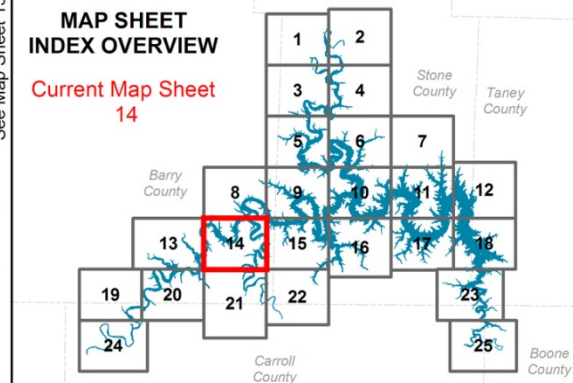 MAP SHEET
INDEX OVERVIEW
Current Map Sheet
14
1 2
Stone
County
Taney
County
3 4
5 6 7
Barry
County
8 9 10 11 12
13 14 15 16 17 18
19 20 21 22 23
24 25
Carroll
County
Boone
County
See Map Sheet